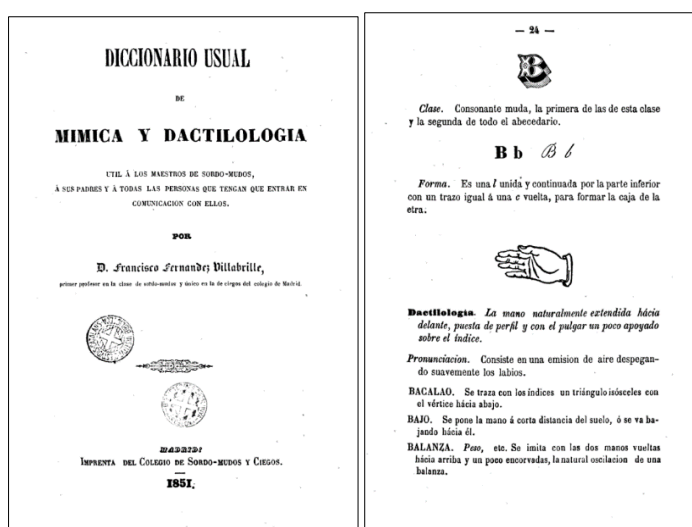 DICCIONARIO USUAL
DE
MIMICA Y DACTILOLOGIA
UTIL Á LOS MAESTROS DE SORDO-MUDOS,
Á SUS PADRES Y Á TODAS LAS PERSONAS QUE TENGAN QUE ENTRAR EN
COMUNICACION CON ELLOS.
POR
D. Francisco Fernandez Villabrille,
primer profesor en la clase de sordo-mudos y único en la de ciegos del colegio de Madrid.
MADRID:
IMPRENTA DEL COLEGIO DE SORDO-MUDOS Y CIEGOS.
1851.
— 24 —
B
Clase. Consonante muda, la primera de las de esta clase
y la segunda de todo el abecedario.
B b B b
Forma. Es una l unida y continuada por la parte inferior
con un trazo igual á una c vuelta, para formar la caja de la
etra.
Dactilologia. La mano naturalmente extendida hácia
delante, puesta de perfil y con el pulgar un poco apoyado
sobre el índice.
Pronunciacion. Consiste en una emision de aire despegan-
do suavemente los labios.
BACALAO. Se traza con los índices un triángulo isósceles con
el vértice hácia abajo.
BAJO. Se pone la mano á corta distancia del suelo, ó se va ba-
jando hácia él.
BALANZA. Peso, etc. Se imita con las dos manos vueltas
hácia arriba y un poco encorvadas, la natural oscilacion de una
balanza.